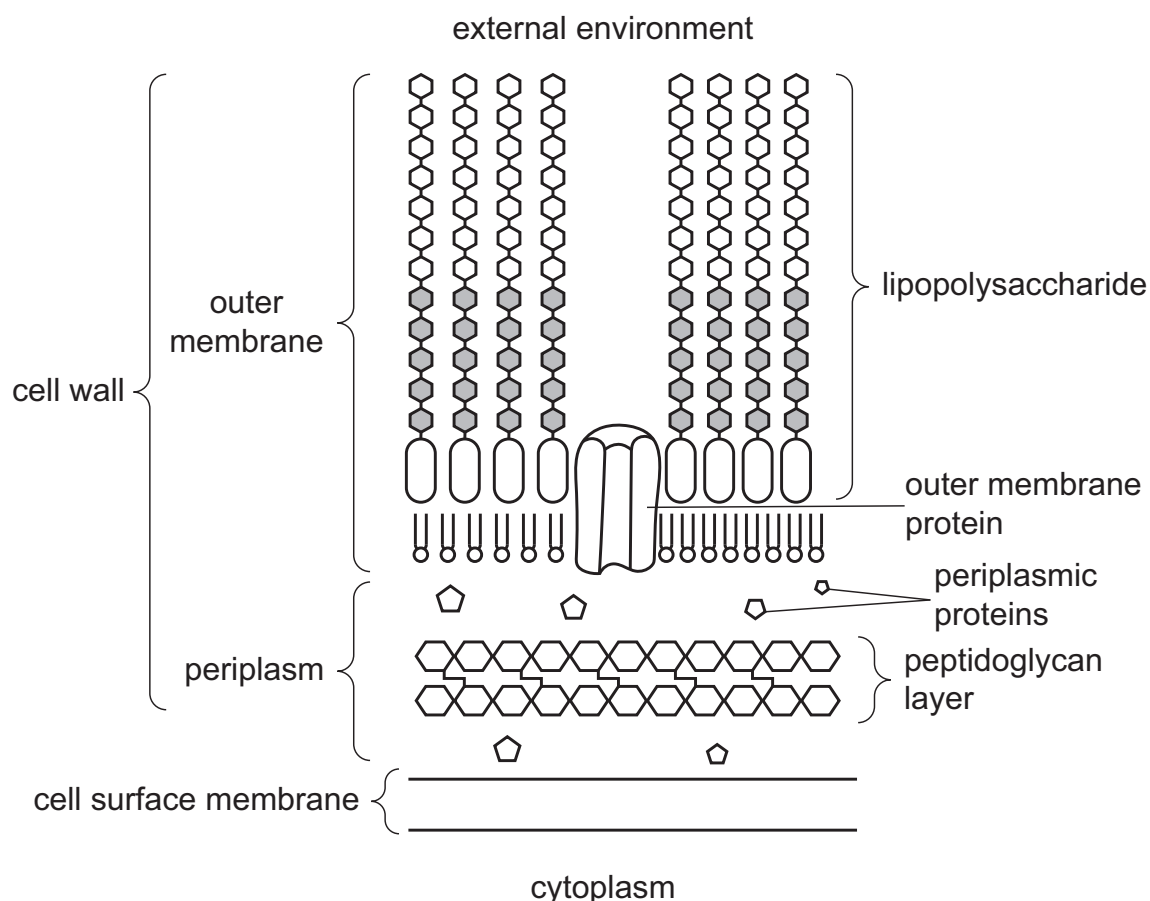 external environment
outer
membrane
lipopolysaccharide
cell wall
outer membrane
protein
periplasmic
proteins
periplasm
peptidoglycan
layer
cell surface membrane
cytoplasm